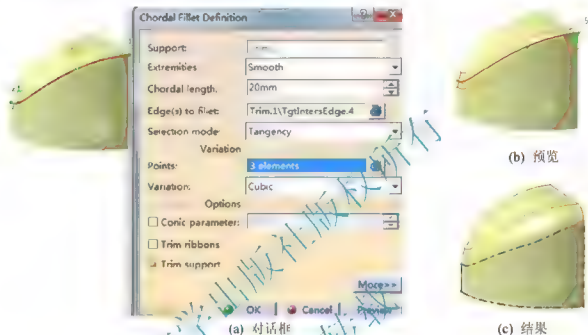 Chordal Fillet Definition
Support:
Extremities Smooth
Chordal length: 20mm
Edge(s) to fillet: Trim.1\TgtIntersEdge.4
Selection mode: Tangency
Variation
Points: 3 elements
Variation: Cubic
Options
Conic parameter:
Trim ribbons
Trim support
More>>
OK Cancel Preview
(a) 对话框
(b) 预览
(c) 结果